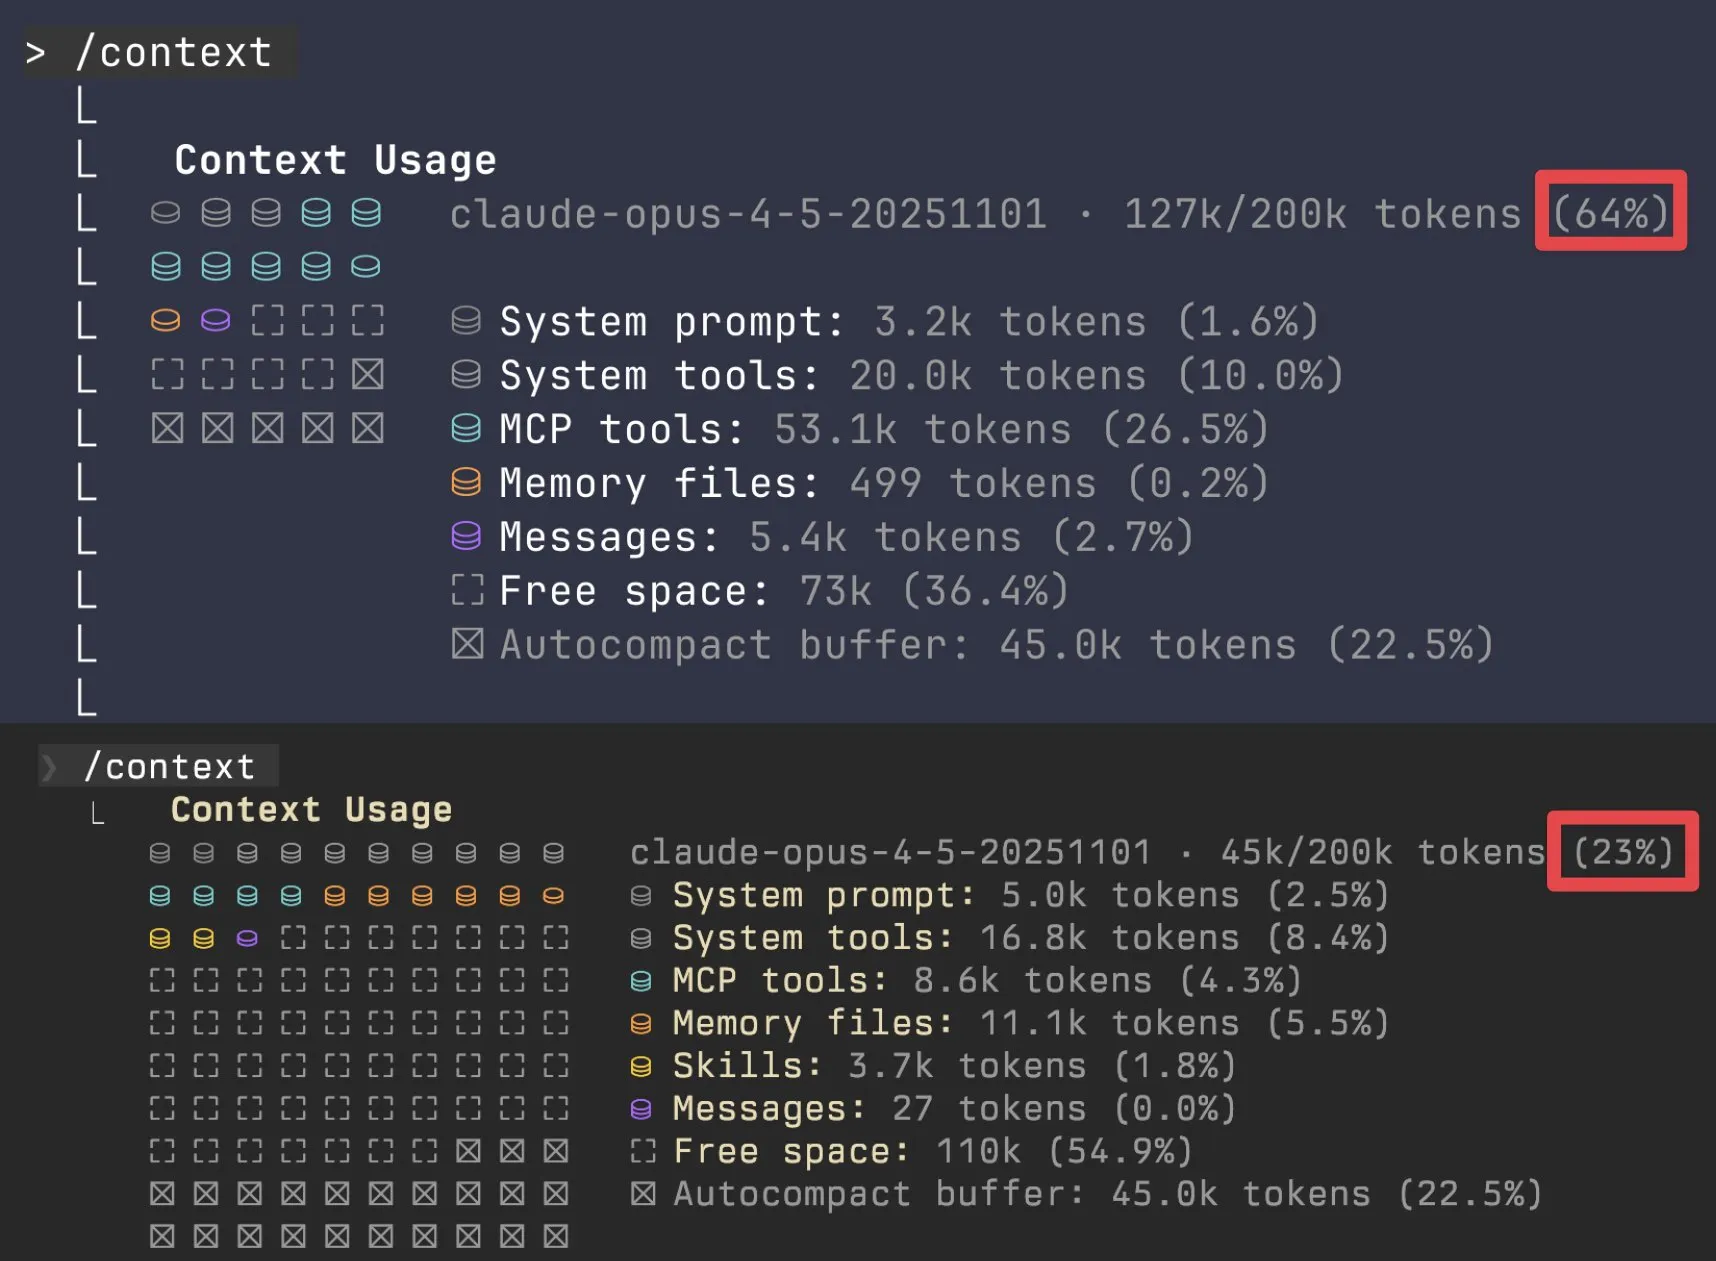 > /context
Context Usage
claude-opus-4-5-20251101 · 127k/200k tokens (64%)
System prompt: 3.2k tokens (1.6%)
System tools: 20.0k tokens (10.0%)
MCP tools: 53.1k tokens (26.5%)
Memory files: 499 tokens (0.2%)
Messages: 5.4k tokens (2.7%)
Free space: 73k (36.4%)
Autocompact buffer: 45.0k tokens (22.5%)
❯ /context
Context Usage
claude-opus-4-5-20251101 · 45k/200k tokens (23%)
System prompt: 5.0k tokens (2.5%)
System tools: 16.8k tokens (8.4%)
MCP tools: 8.6k tokens (4.3%)
Memory files: 11.1k tokens (5.5%)
Skills: 3.7k tokens (1.8%)
Messages: 27 tokens (0.0%)
Free space: 110k (54.9%)
Autocompact buffer: 45.0k tokens (22.5%)